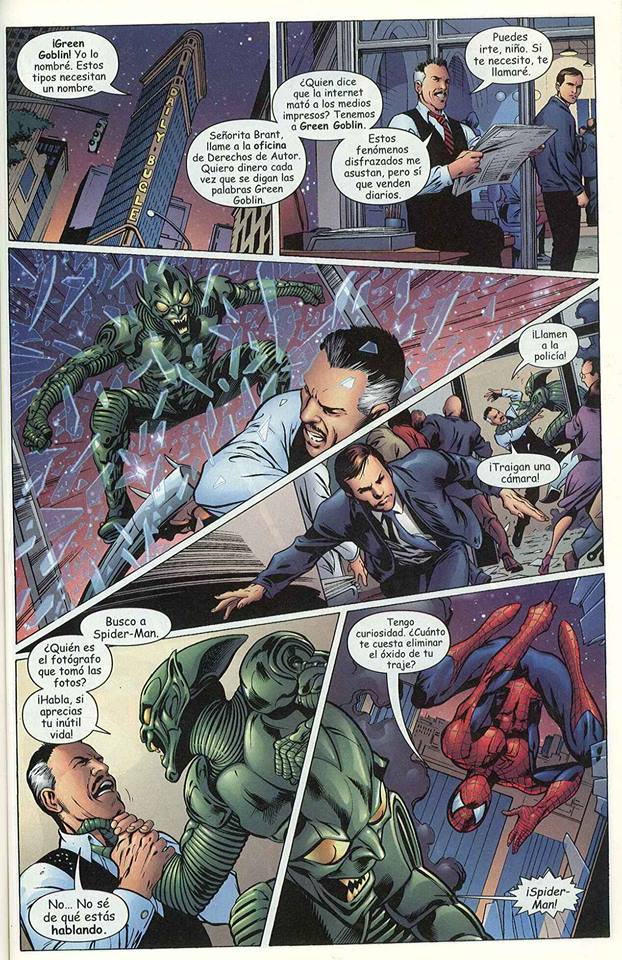 ¡Green
Goblin! Yo lo
nombré. Estos
tipos necesitan
un nombre.
DAILY BUGLE
Señorita Brant,
llame a la oficina
de Derechos de Autor.
Quiero dinero cada
vez que se digan las
palabras Green
Goblin.
¿Quien dice
que la internet
mató a los medios
impresos? Tenemos
a Green Goblin.
Estos
fenómenos
disfrazados me
asustan, pero sí
que venden
diarios.
Puedes
irte, niño. Si
te necesito, te
llamaré.
¡Llamen
a la
policía!
¡Traigan una
cámara!
Busco a
Spider-Man.
¿Quién es
el fotógrafo
que tomó las
fotos?
¡Habla, si
aprecias
tu inútil
vida!
No... No sé
de qué estás
hablando.
Tengo
curiosidad. ¿Cuánto
te cuesta eliminar
el óxido de tu
traje?
¡Spider-
Man!